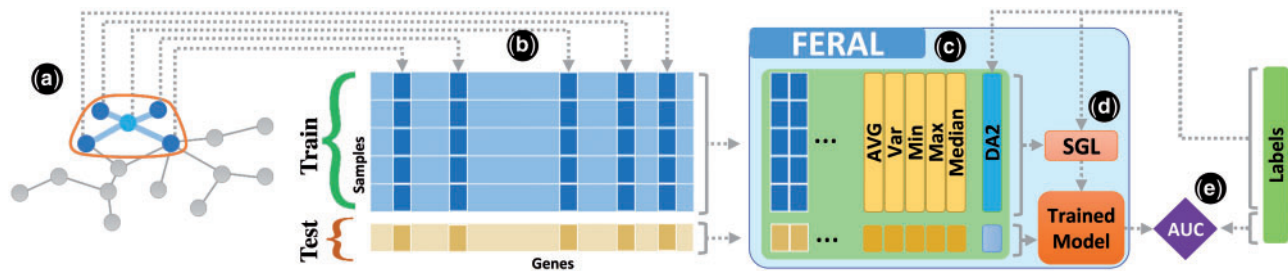 (a)
(b)
FERAL
(c)
Train
Samples
...
AVG
Var
Min
Max
Median
DA2
(d)
SGL
Labels
Test
...
Trained
Model
(e)
AUC
Genes